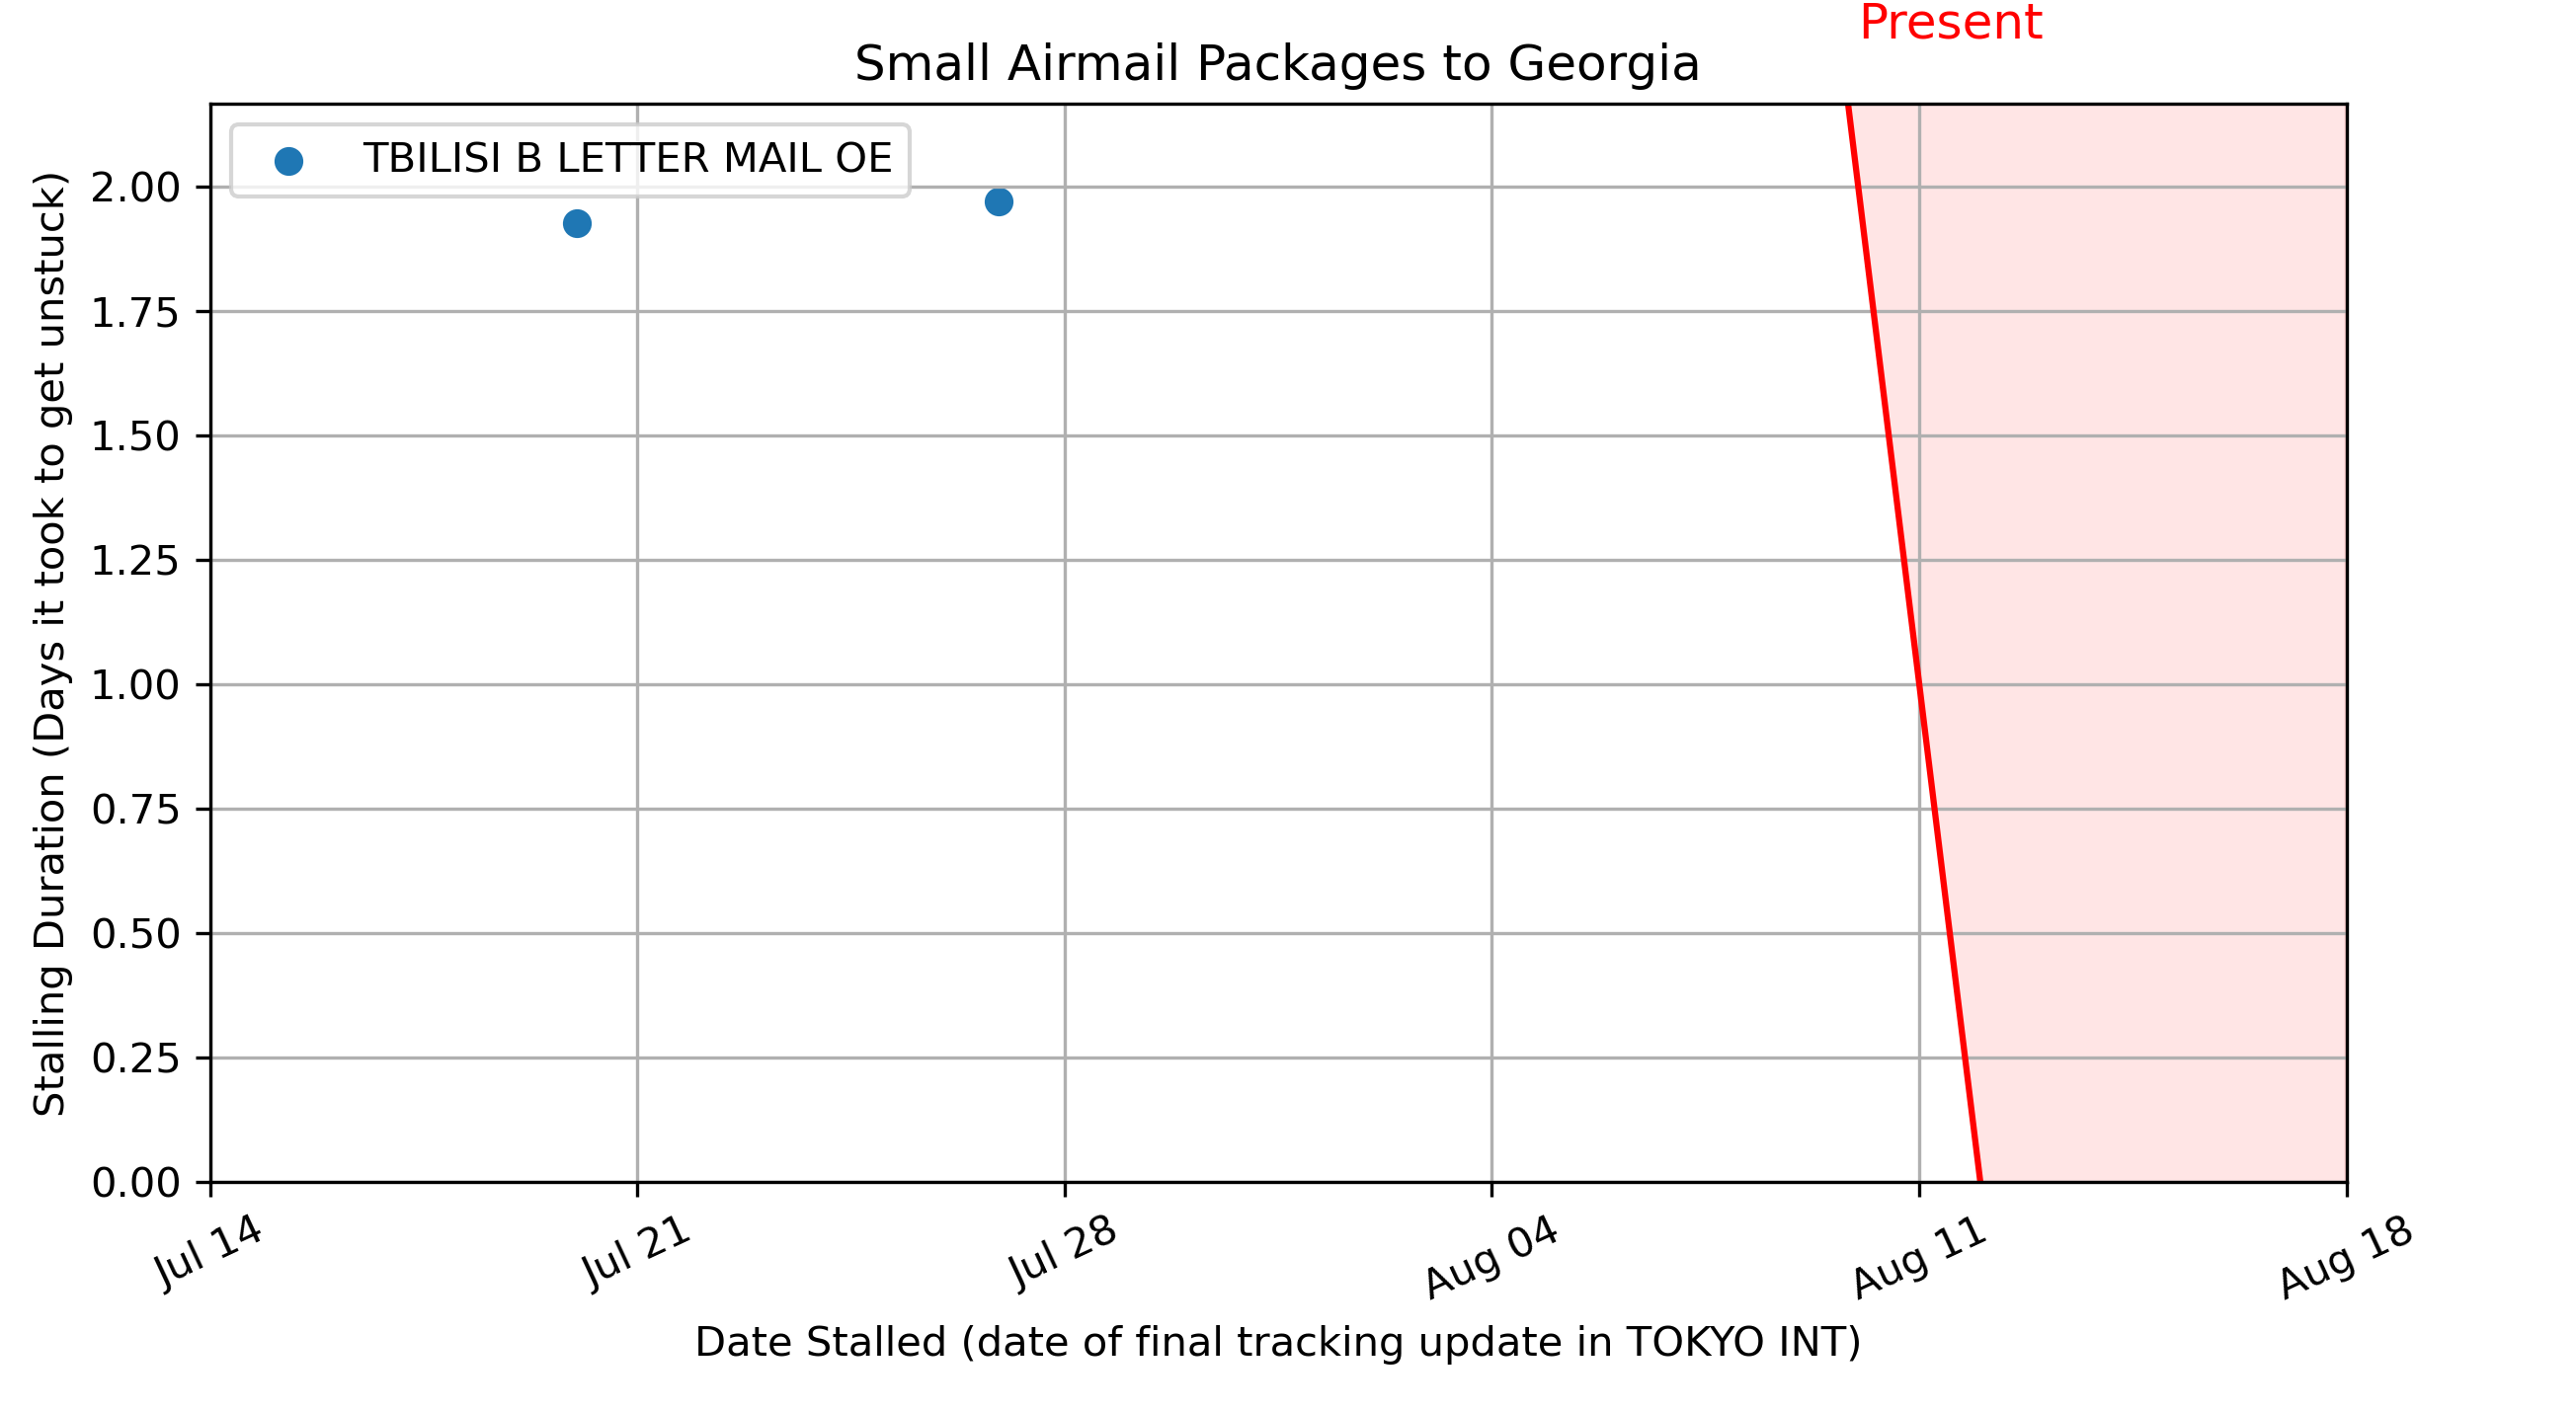 Present
Small Airmail Packages to Georgia
TBILISI B LETTER MAIL OE
Stalling Duration (Days it took to get unstuck)
2.00
1.75
1.50
1.25
1.00
0.75
0.50
0.25
0.00
Jul 14
Jul 21
Jul 28
Aug 04
Aug 11
Aug 18
Date Stalled (date of final tracking update in TOKYO INT)